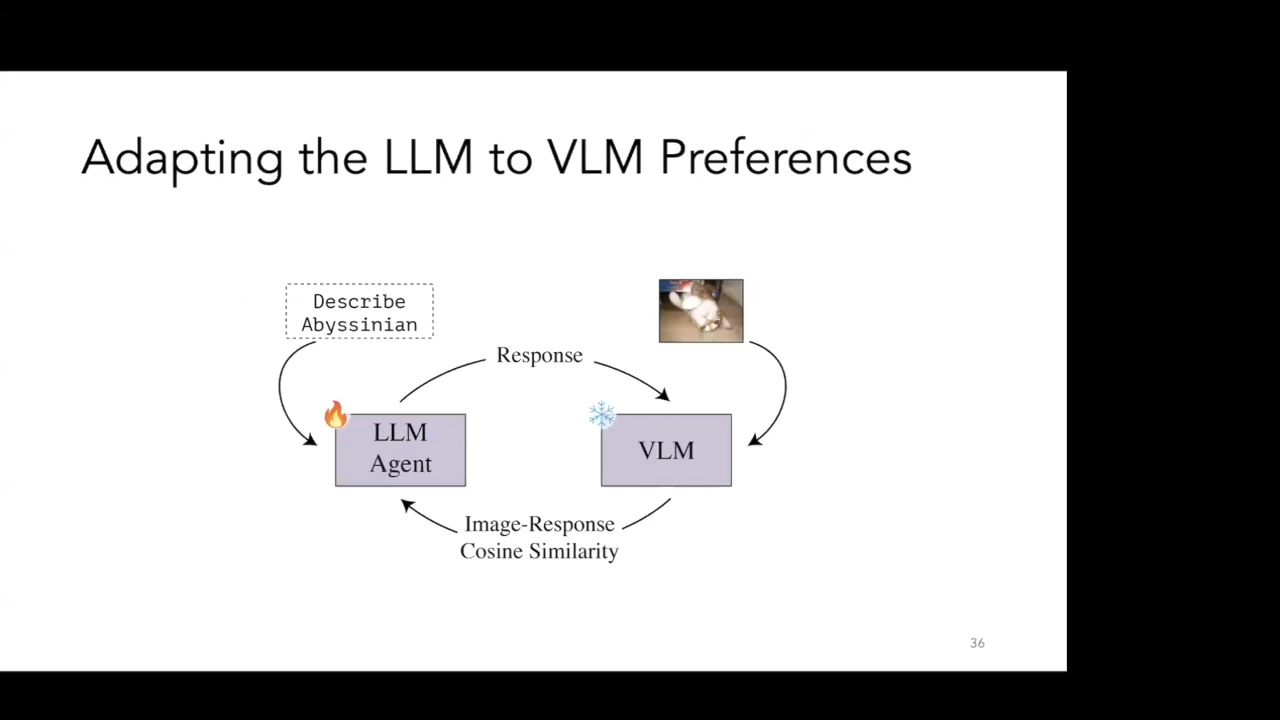 Adapting the LLM to VLM Preferences
Describe
Abyssinian
Response
LLM
Agent
VLM
Image-Response
Cosine Similarity
36